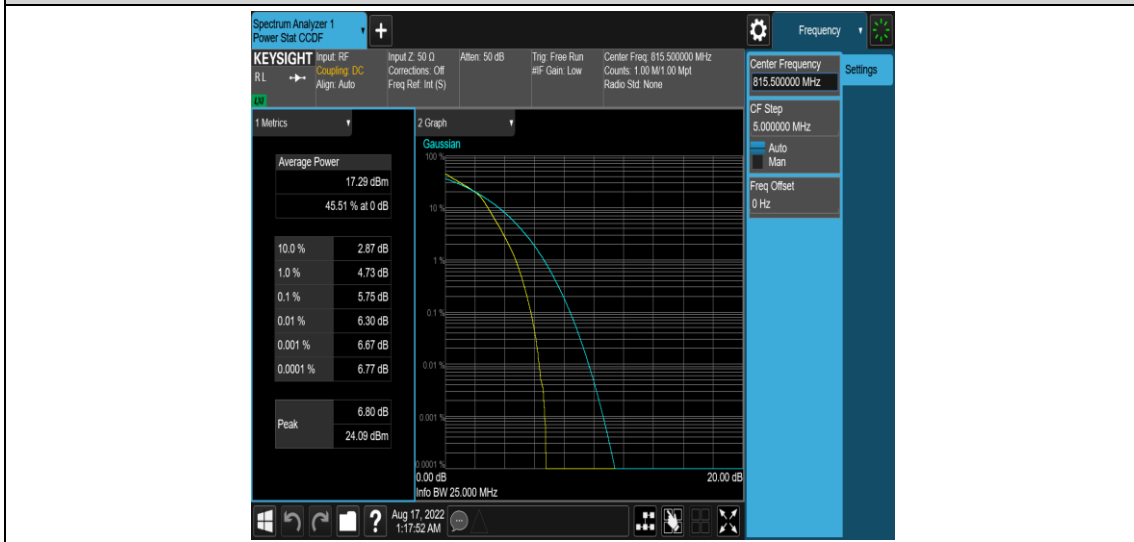 Spectrum Analyzer 1
Power Stat CCDF
Frequency
KEYSIGHT
RL
LXI
Input: RF
Coupling: DC
Align: Auto
Input Z: 50 Ω
Corrections: Off
Freq Ref: Int (S)
Atten: 50 dB
Trig: Free Run
#IF Gain: Low
Center Freq: 815.500000 MHz
Counts: 1.00 M/1.00 Mpt
Radio Std: None
Center Frequency
815.500000 MHz
Settings
CF Step
5.000000 MHz
Auto
Man
Freq Offset
0 Hz
1 Metrics
Average Power
17.29 dBm
45.51 % at 0 dB
10.0 % 2.87 dB
1.0 % 4.73 dB
0.1 % 5.75 dB
0.01 % 6.30 dB
0.001 % 6.67 dB
0.0001 % 6.77 dB
Peak
6.80 dB
24.09 dBm
2 Graph
Gaussian
100 %
10 %
1 %
0.1 %
0.01 %
0.001 %
0.0001 %
0.00 dB 20.00 dB
Info BW 25.000 MHz
Aug 17, 2022
1:17:52 AM